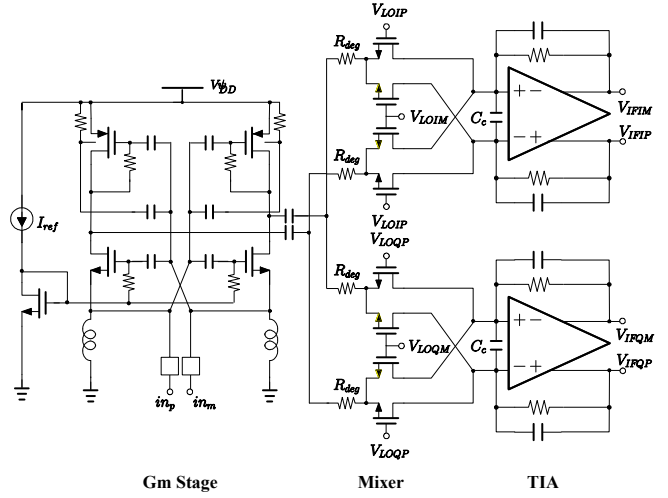 V_LOIP
R_deg
V_DD
V_LOIM
C_c
V_IFIM
V_IFIP
I_ref
R_deg
V_LOIP
V_LOQP
R_deg
V_LOQM
C_c
V_IFQM
V_IFQP
R_deg
in_p in_m
V_LOQP
Gm Stage Mixer TIA